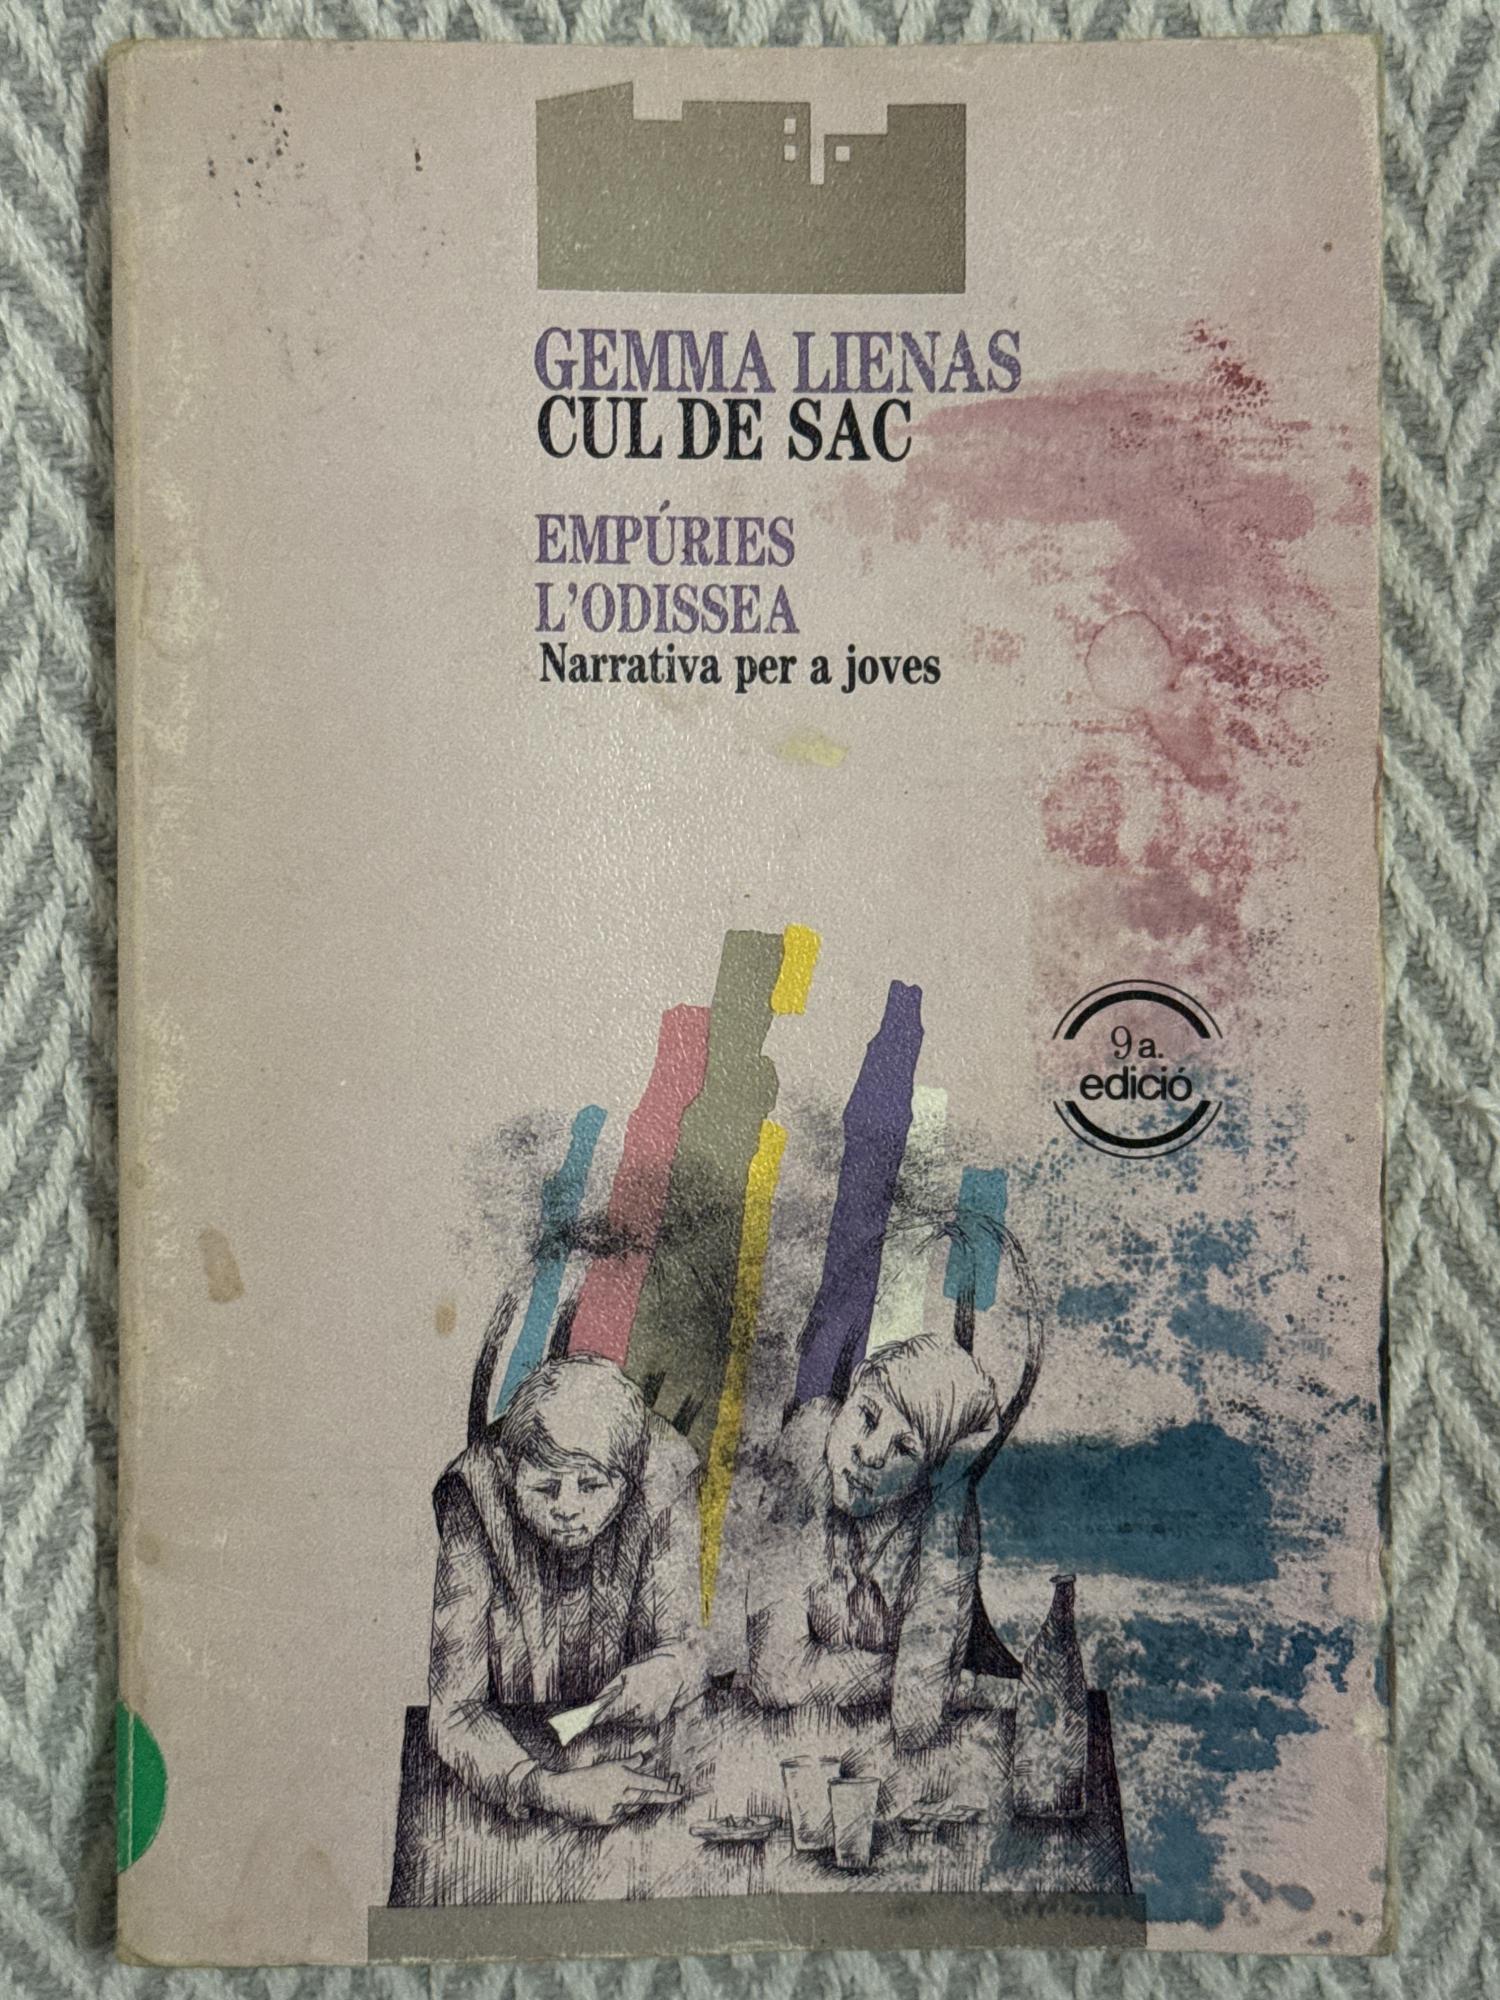 GEMMA LIENAS
CUL DE SAC
EMPÚRIES
L'ODISSEA
Narrativa per a joves
9a.
edició